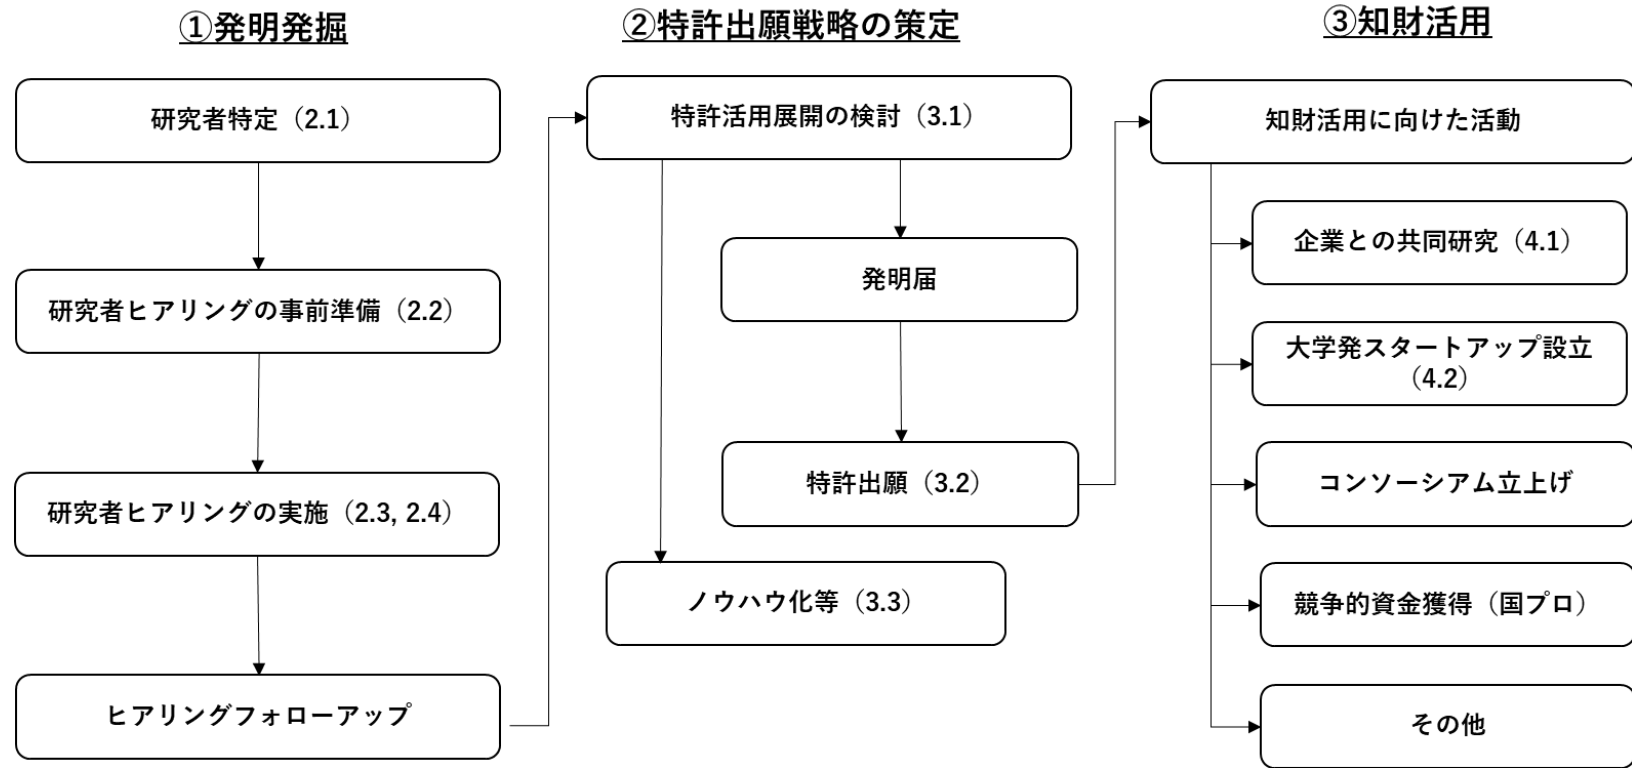 ①発明発掘
研究者特定（2.1）
研究者ヒアリングの事前準備（2.2）
研究者ヒアリングの実施（2.3, 2.4）
ヒアリングフォローアップ
②特許出願戦略の策定
特許活用展開の検討（3.1）
発明届
特許出願（3.2）
ノウハウ化等（3.3）
③知財活用
知財活用に向けた活動
企業との共同研究（4.1）
大学発スタートアップ設立
（4.2）
コンソーシアム立上げ
競争的資金獲得（国プロ）
その他